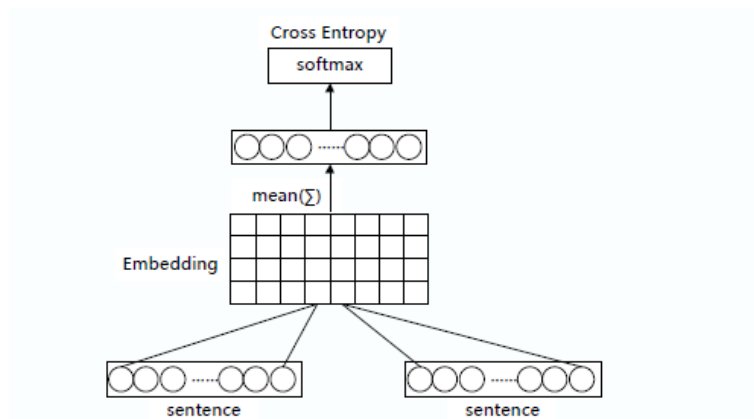 Cross Entropy
softmax
......
mean(∑)
Embedding
...... ......
sentence sentence